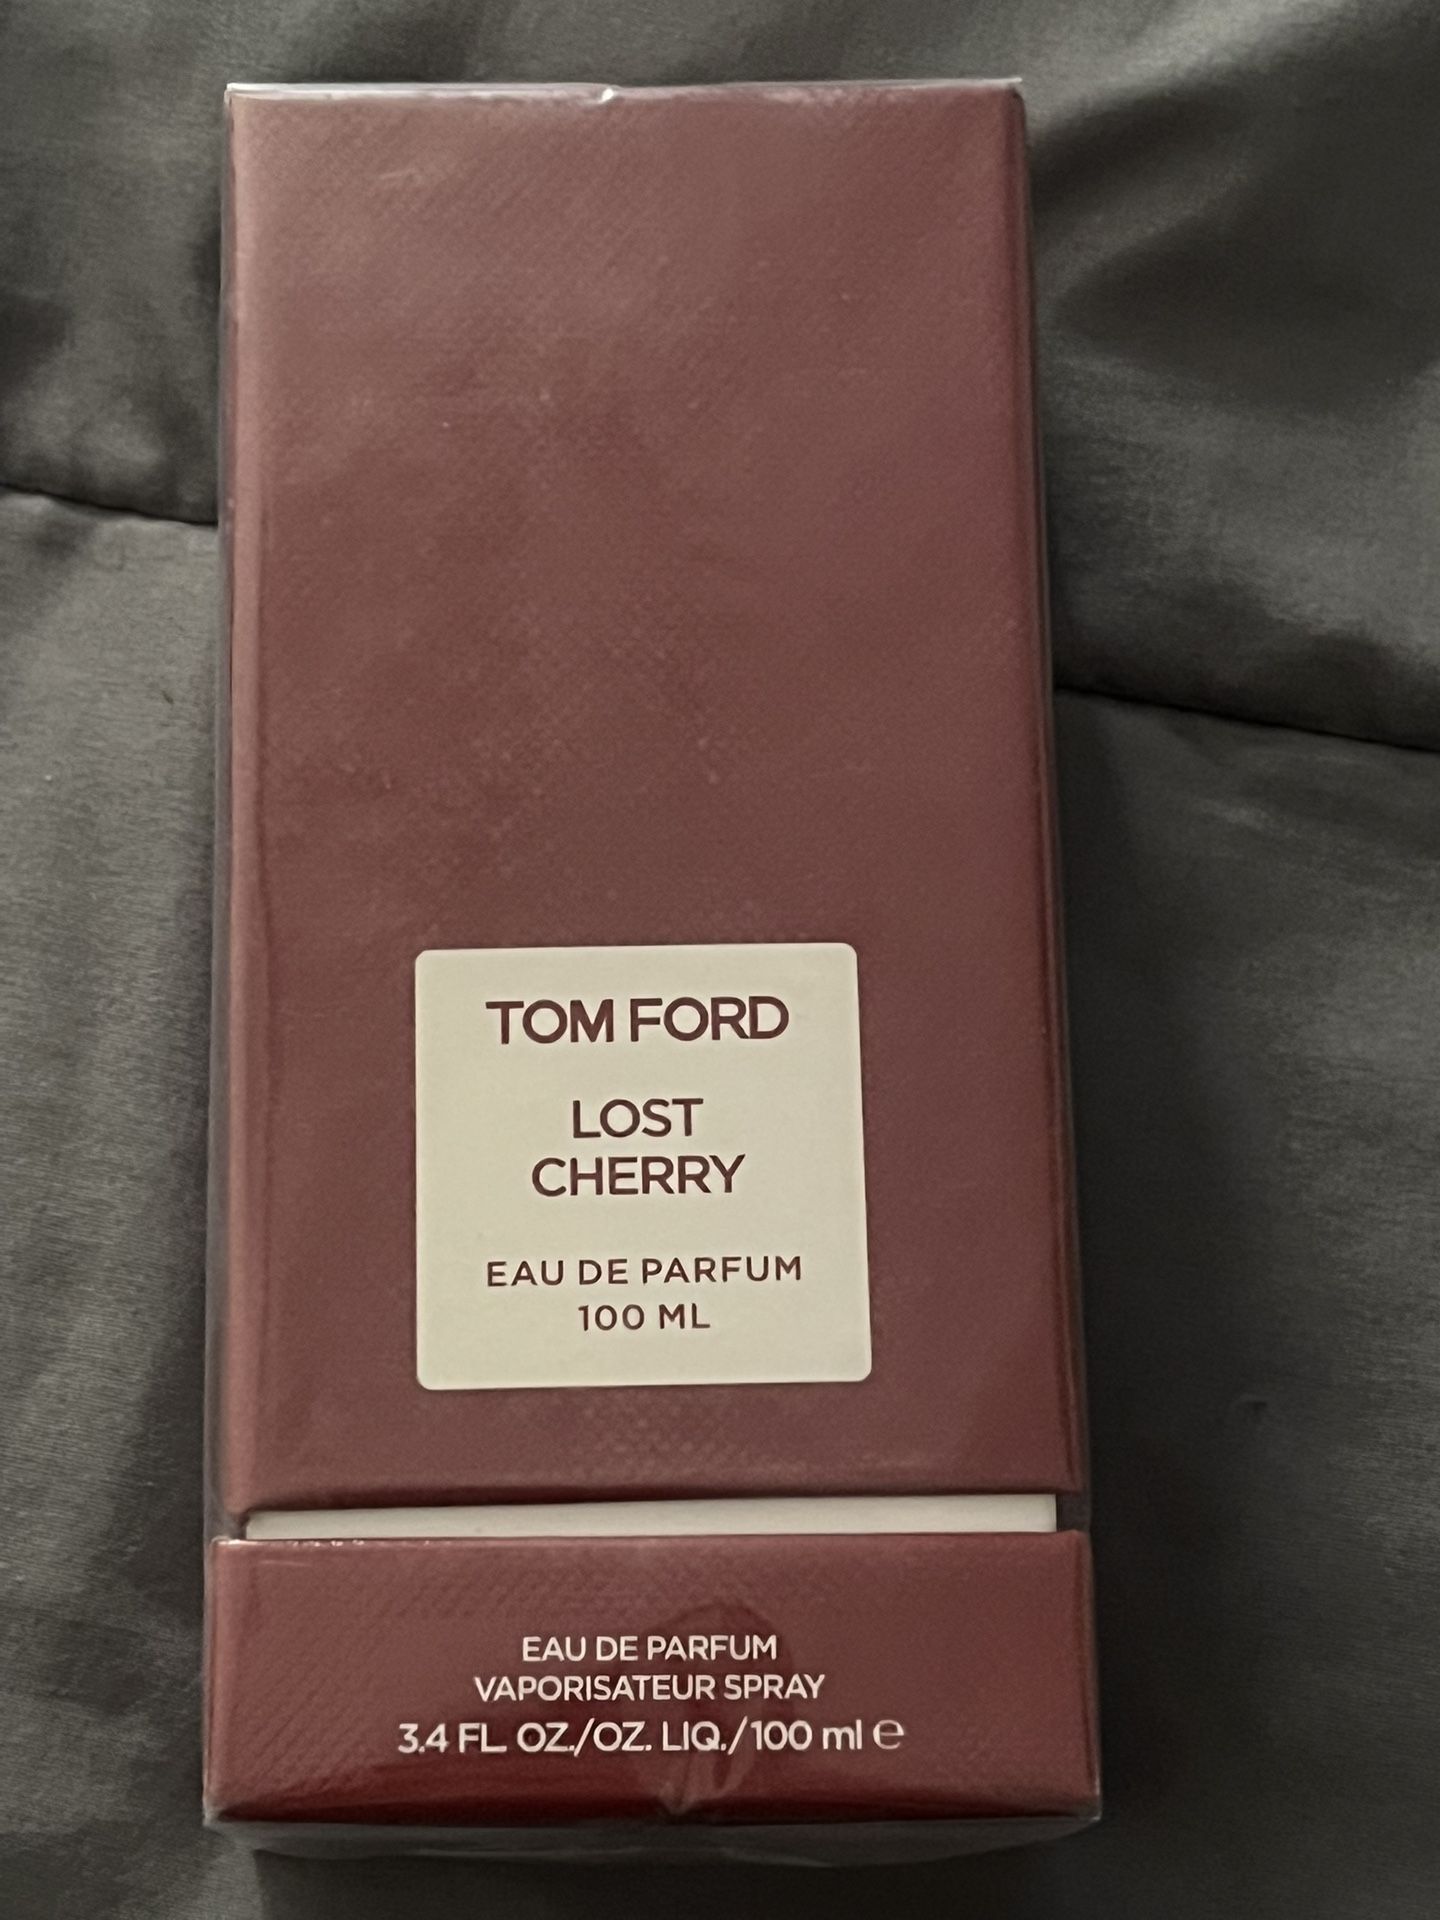 TOM FORD
LOST
CHERRY
EAU DE PARFUM
100 ML
EAU DE PARFUM
VAPORISATEUR SPRAY
3.4 FL. OZ./OZ. LIQ./100 ml ℮